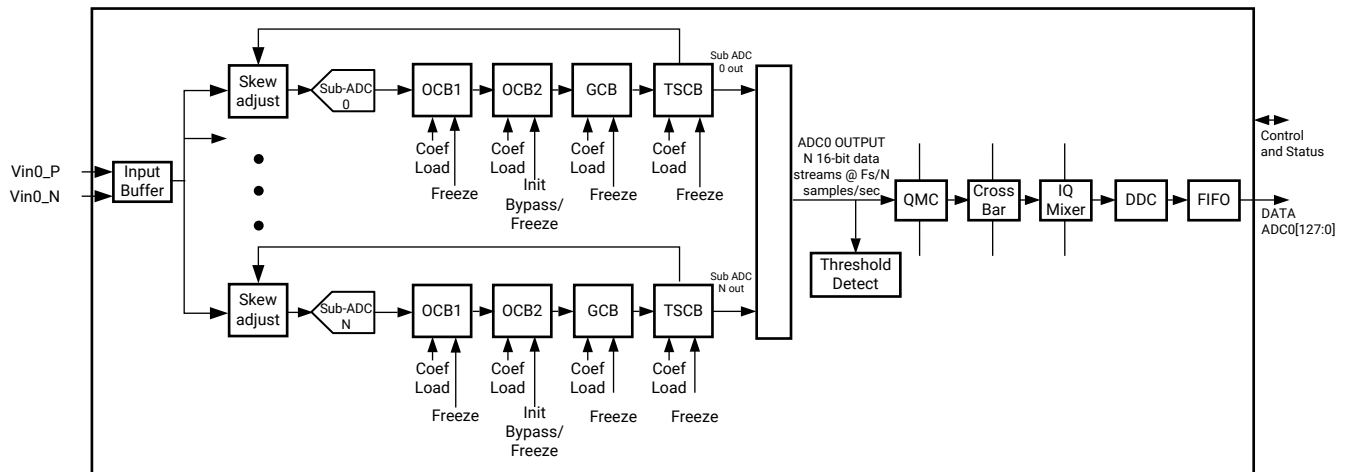 Sub ADC
0 out
Skew
adjust
Sub-ADC
0
OCB1
OCB2
GCB
TSCB
Coef
Load
Freeze
Coef
Load
Init
Bypass/
Freeze
Coef
Load
Freeze
Coef
Load
Freeze
Vin0_P
Vin0_N
Input
Buffer
ADC0 OUTPUT
N 16-bit data
streams @ Fs/N
samples/sec
QMC
Cross
Bar
IQ
Mixer
DDC
FIFO
Control
and Status
DATA
ADC0[127:0]
Threshold
Detect
Sub ADC
N out
Skew
adjust
Sub-ADC
N
OCB1
OCB2
GCB
TSCB
Coef
Load
Freeze
Coef
Load
Init
Bypass/
Freeze
Coef
Load
Freeze
Coef
Load
Freeze